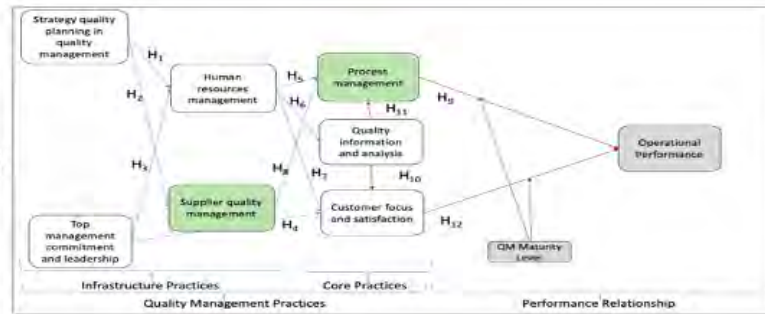 Strategy quality
planning in
quality
management
H1
H2
Human
resources
management
H5
H6
Process
management
H9
H11
Quality
information
and analysis
Operational
Performance
H3
H8
H7
H10
Supplier quality
management
H4
Customer focus
and satisfaction
H12
Top
management
commitment
and leadership
QM Maturity
Level
Infrastructure Practices
Core Practices
Quality Management Practices
Performance Relationship